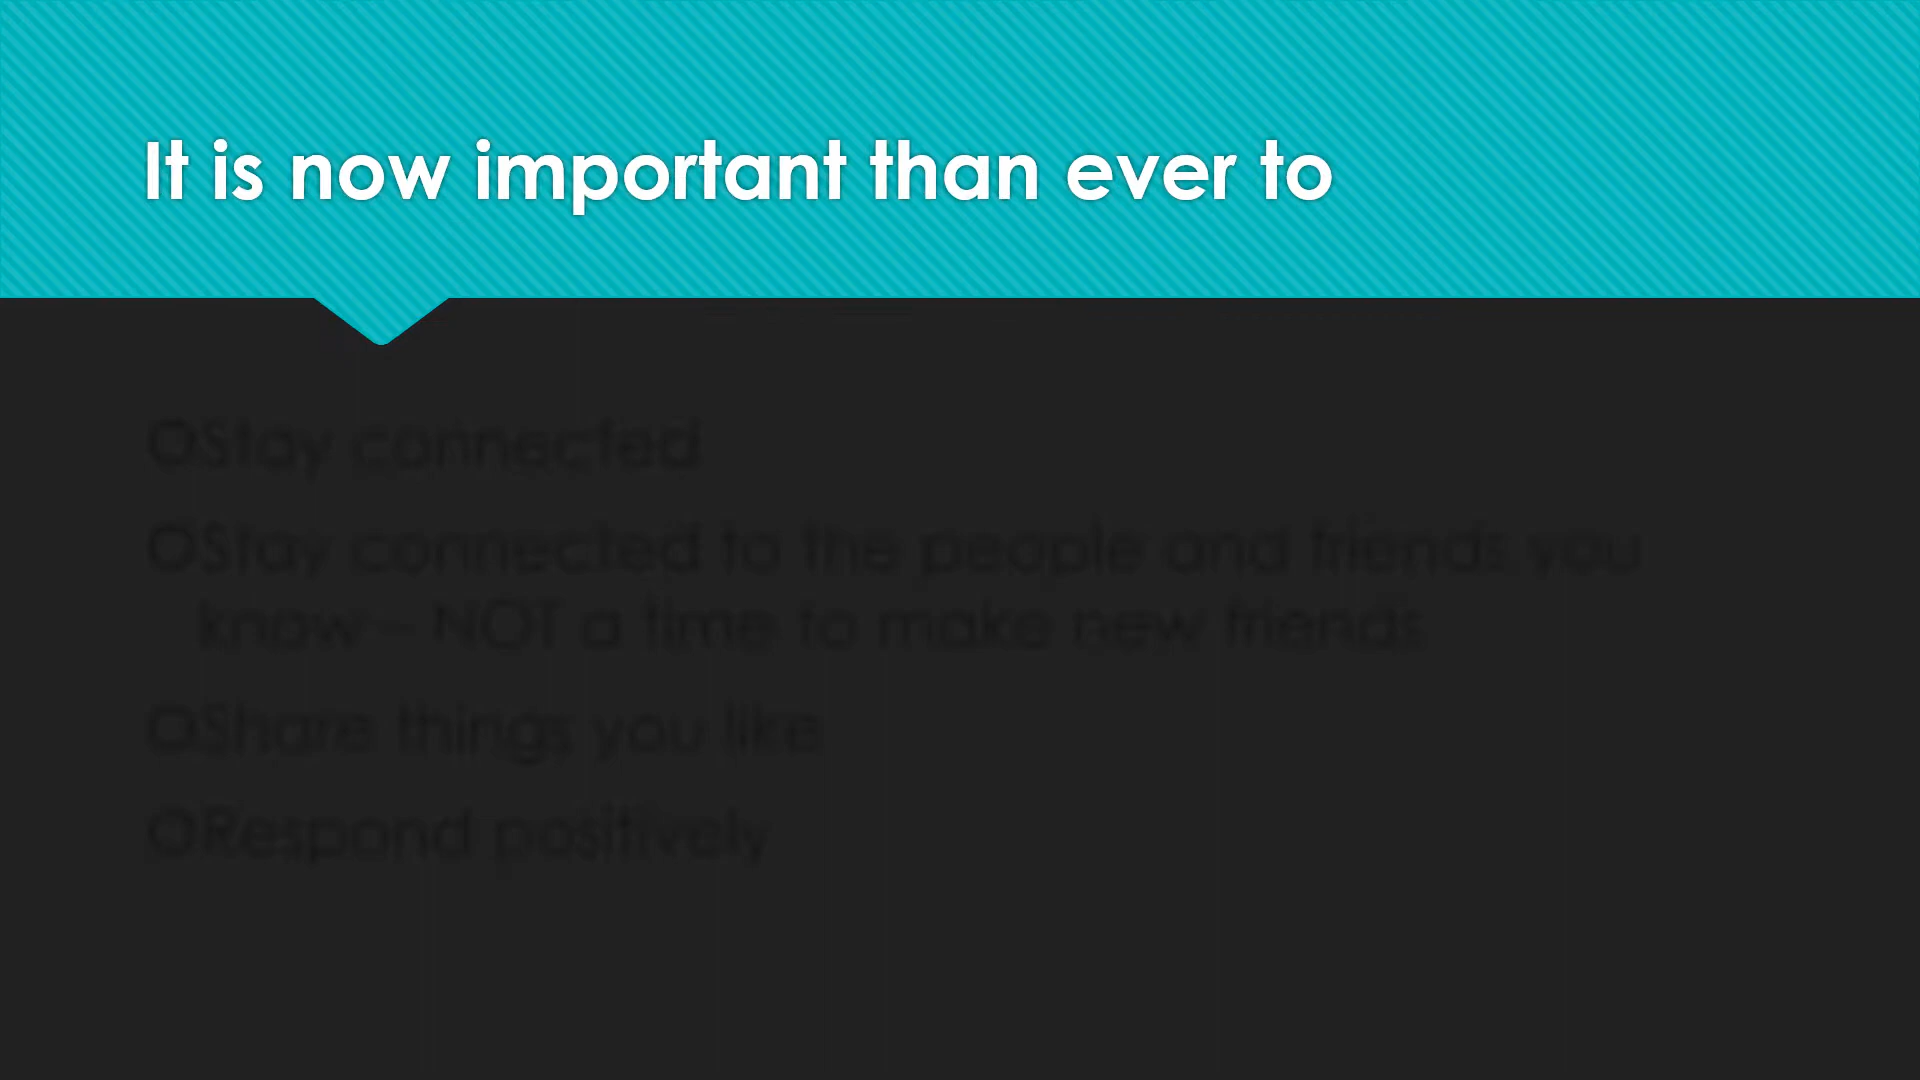 It is now important than ever to
Stay connected
Stay connected to the people and friends you
know – NOT a time to make new friends
Share things you like
Respond positively